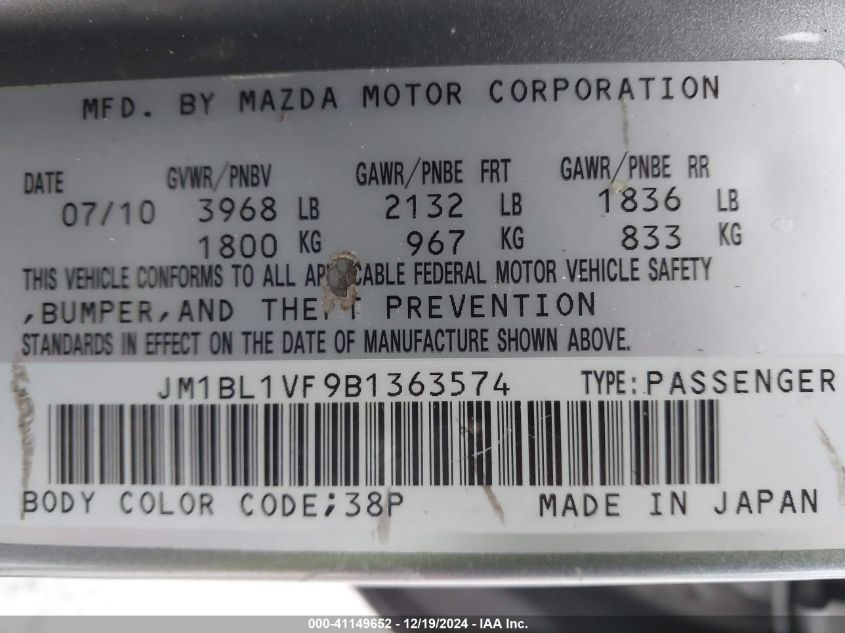 MFD. BY MAZDA MOTOR CORPORATION
DATE GVWR/PNBV GAWR/PNBE FRT GAWR/PNBE RR
07/10 3968 LB 2132 LB 1836 LB
1800 KG 967 KG 833 KG
THIS VEHICLE CONFORMS TO ALL APPLICABLE FEDERAL MOTOR VEHICLE SAFETY
,BUMPER,AND THEFT PREVENTION
STANDARDS IN EFFECT ON THE DATE OF MANUFACTURE SHOWN ABOVE.
JM1BL1VF9B1363574 TYPE:PASSENGER
BODY COLOR CODE;38P MADE IN JAPAN
000-41149652 - 12/19/2024 - IAA Inc.